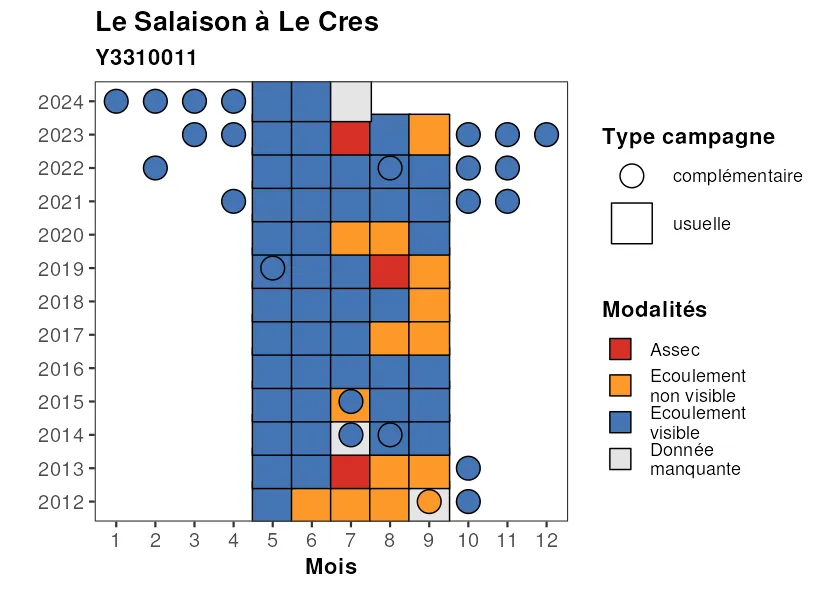 Le Salaison à Le Cres
Y3310011
2024
2023
2022
2021
2020
2019
2018
2017
2016
2015
2014
2013
2012
1 2 3 4 5 6 7 8 9 10 11 12
Mois
Type campagne
complémentaire
usuelle
Modalités
Assec
Ecoulement
non visible
Ecoulement
visible
Donnée
manquante